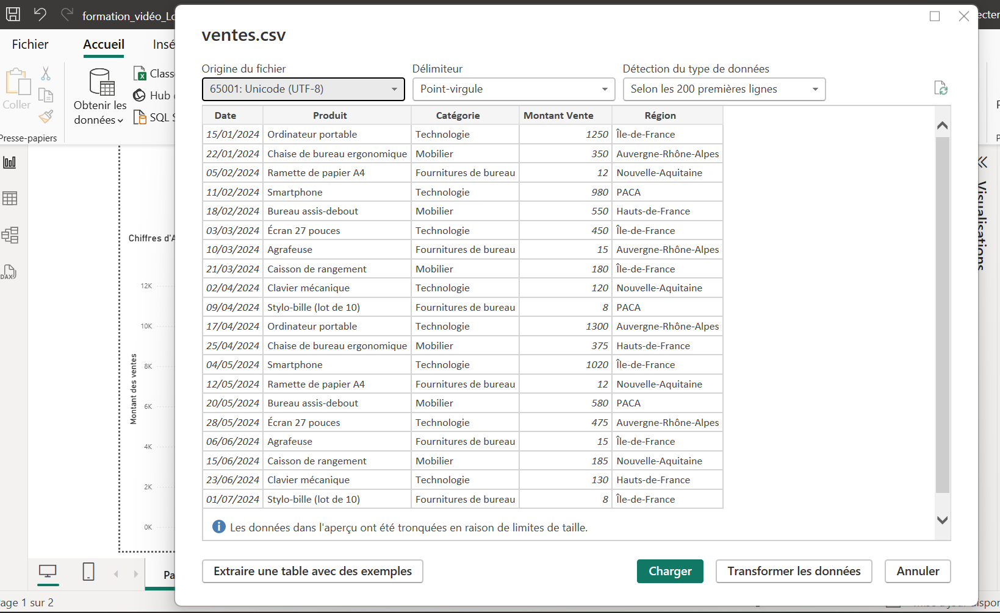 formation_vidéo_Lo
ecter
Fichier
Accueil
Insé
Coller
Obtenir les
données
Classe
Hub
SQL S
Presse-papiers
DAX
Chiffres d'A
12K
10K
8K
6K
4K
2K
0K
Montant des ventes
Pa
age 1 sur 2
ventes.csv
Origine du fichier
Délimiteur
Détection du type de données
65001: Unicode (UTF-8)
Point-virgule
Selon les 200 premières lignes
Date Produit Catégorie Montant Vente Région
15/01/2024 Ordinateur portable Technologie 1250 Île-de-France
22/01/2024 Chaise de bureau ergonomique Mobilier 350 Auvergne-Rhône-Alpes
05/02/2024 Ramette de papier A4 Fournitures de bureau 12 Nouvelle-Aquitaine
11/02/2024 Smartphone Technologie 980 PACA
18/02/2024 Bureau assis-debout Mobilier 550 Hauts-de-France
03/03/2024 Écran 27 pouces Technologie 450 Île-de-France
10/03/2024 Agrafeuse Fournitures de bureau 15 Auvergne-Rhône-Alpes
21/03/2024 Caisson de rangement Mobilier 180 Île-de-France
02/04/2024 Clavier mécanique Technologie 120 Nouvelle-Aquitaine
09/04/2024 Stylo-bille (lot de 10) Fournitures de bureau 8 PACA
17/04/2024 Ordinateur portable Technologie 1300 Auvergne-Rhône-Alpes
25/04/2024 Chaise de bureau ergonomique Mobilier 375 Hauts-de-France
04/05/2024 Smartphone Technologie 1020 Île-de-France
12/05/2024 Ramette de papier A4 Fournitures de bureau 12 Nouvelle-Aquitaine
20/05/2024 Bureau assis-debout Mobilier 580 PACA
28/05/2024 Écran 27 pouces Technologie 475 Auvergne-Rhône-Alpes
06/06/2024 Agrafeuse Fournitures de bureau 15 Île-de-France
15/06/2024 Caisson de rangement Mobilier 185 Nouvelle-Aquitaine
23/06/2024 Clavier mécanique Technologie 130 Hauts-de-France
01/07/2024 Stylo-bille (lot de 10) Fournitures de bureau 8 Île-de-France
Les données dans l'aperçu ont été tronquées en raison de limites de taille.
Extraire une table avec des exemples
Charger
Transformer les données
Annuler
Visualisations